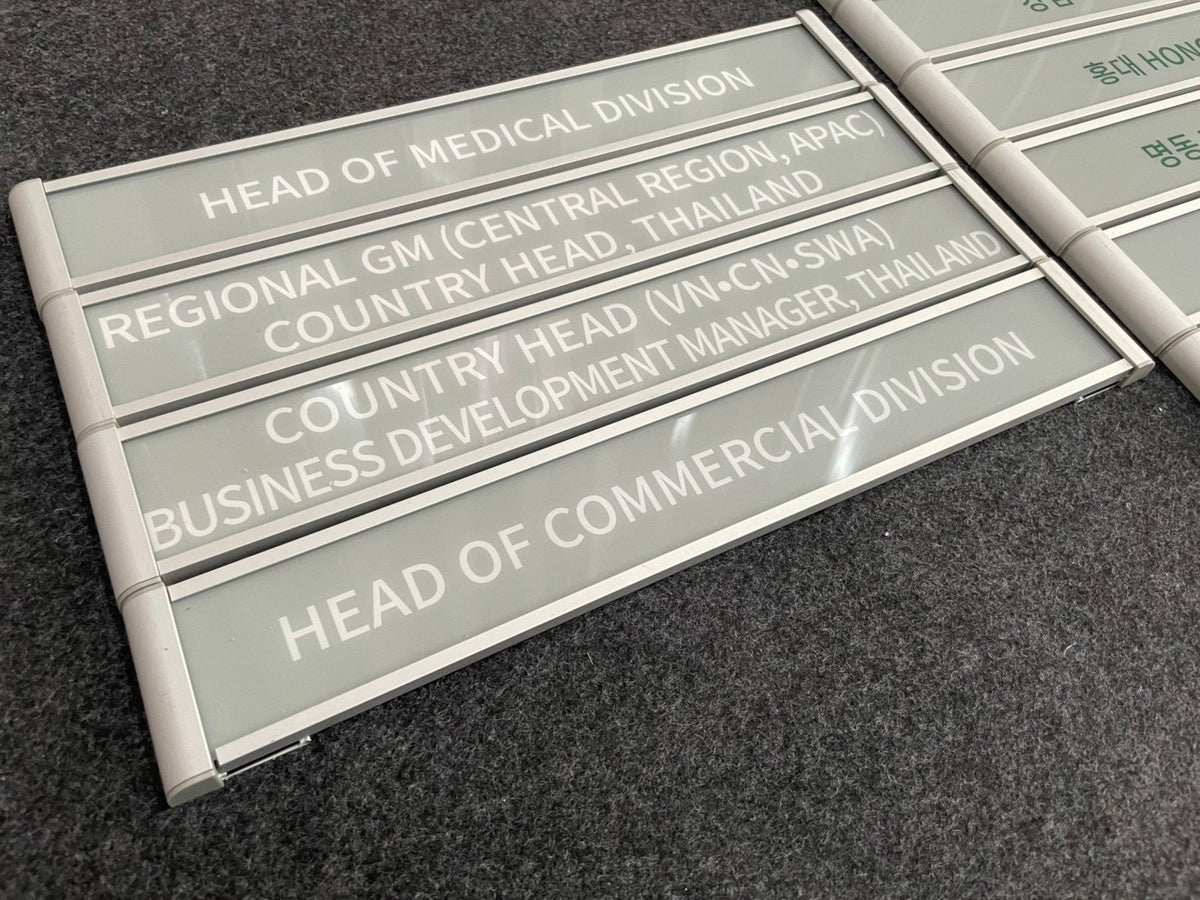 HEAD OF MEDICAL DIVISION
REGIONAL GM (CENTRAL REGION, APAC)
COUNTRY HEAD, THAILAND
COUNTRY HEAD (VN•CN•SWA)
BUSINESS DEVELOPMENT MANAGER, THAILAND
HEAD OF COMMERCIAL DIVISION
홍대
명동